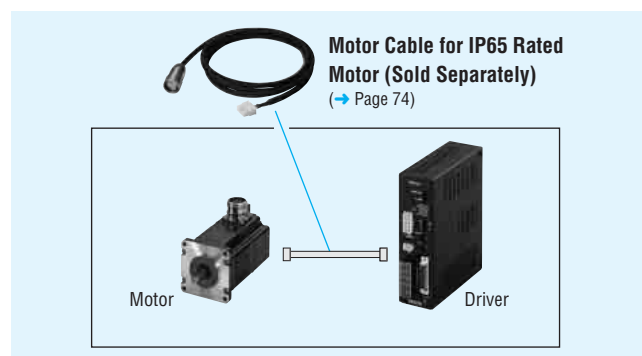 Motor Cable for IP65 Rated
Motor (Sold Separately)
(→ Page 74)
Motor
Driver